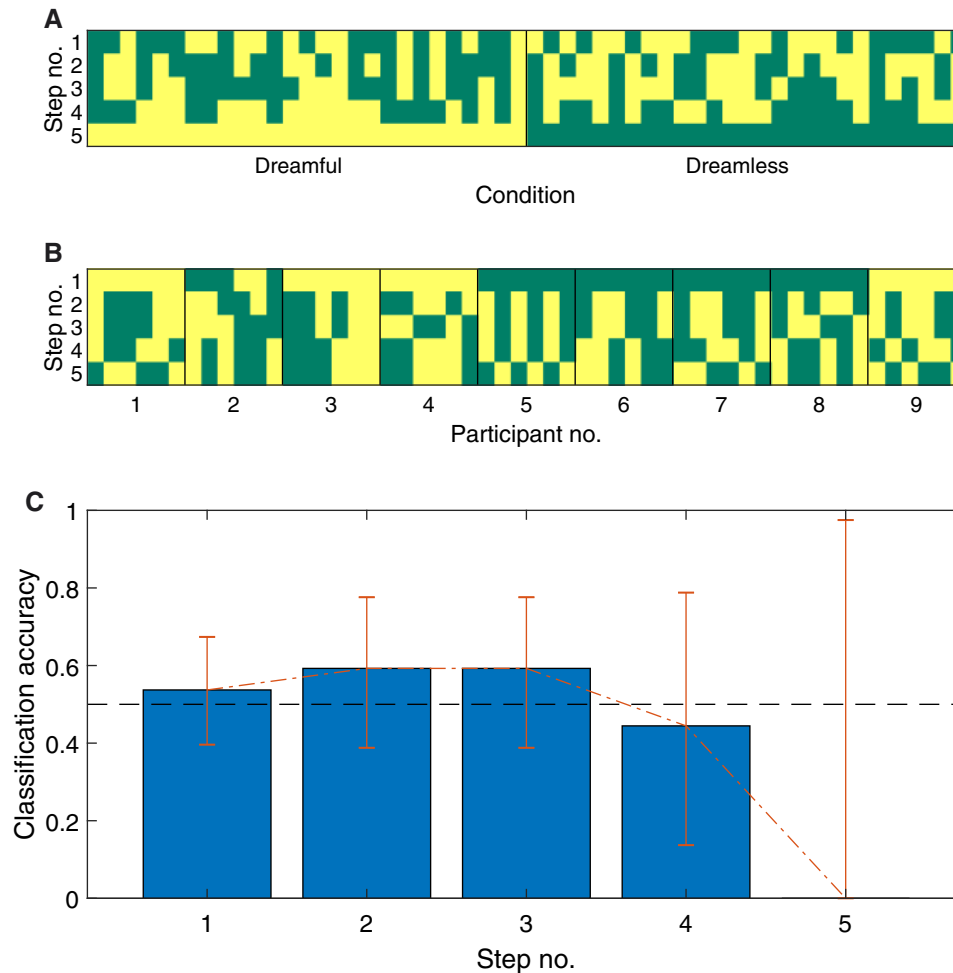 A
Step no.
1
2
3
4
5
Dreamful Dreamless
Condition
B
Step no.
1
2
3
4
5
1 2 3 4 5 6 7 8 9
Participant no.
C
Classification accuracy
1
0.8
0.6
0.4
0.2
0
1 2 3 4 5
Step no.